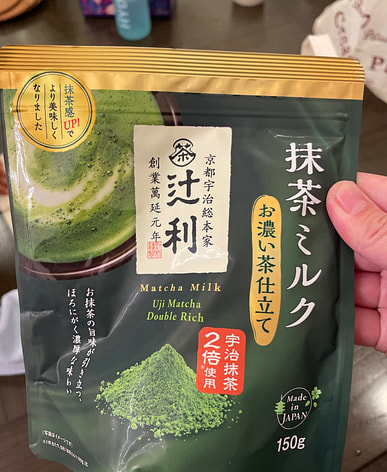 抹茶感UP!で
より美味しく
なりました
茶
辻利
京都宇治総本家
創業萬延元年
抹茶ミルク
お濃い茶仕立て
Matcha Milk
Uji Matcha
Double Rich
お抹茶の旨味が引き立つ、
ほろにがく濃厚な味わい
宇治抹茶
2倍使用
Made in
JAPAN
150g